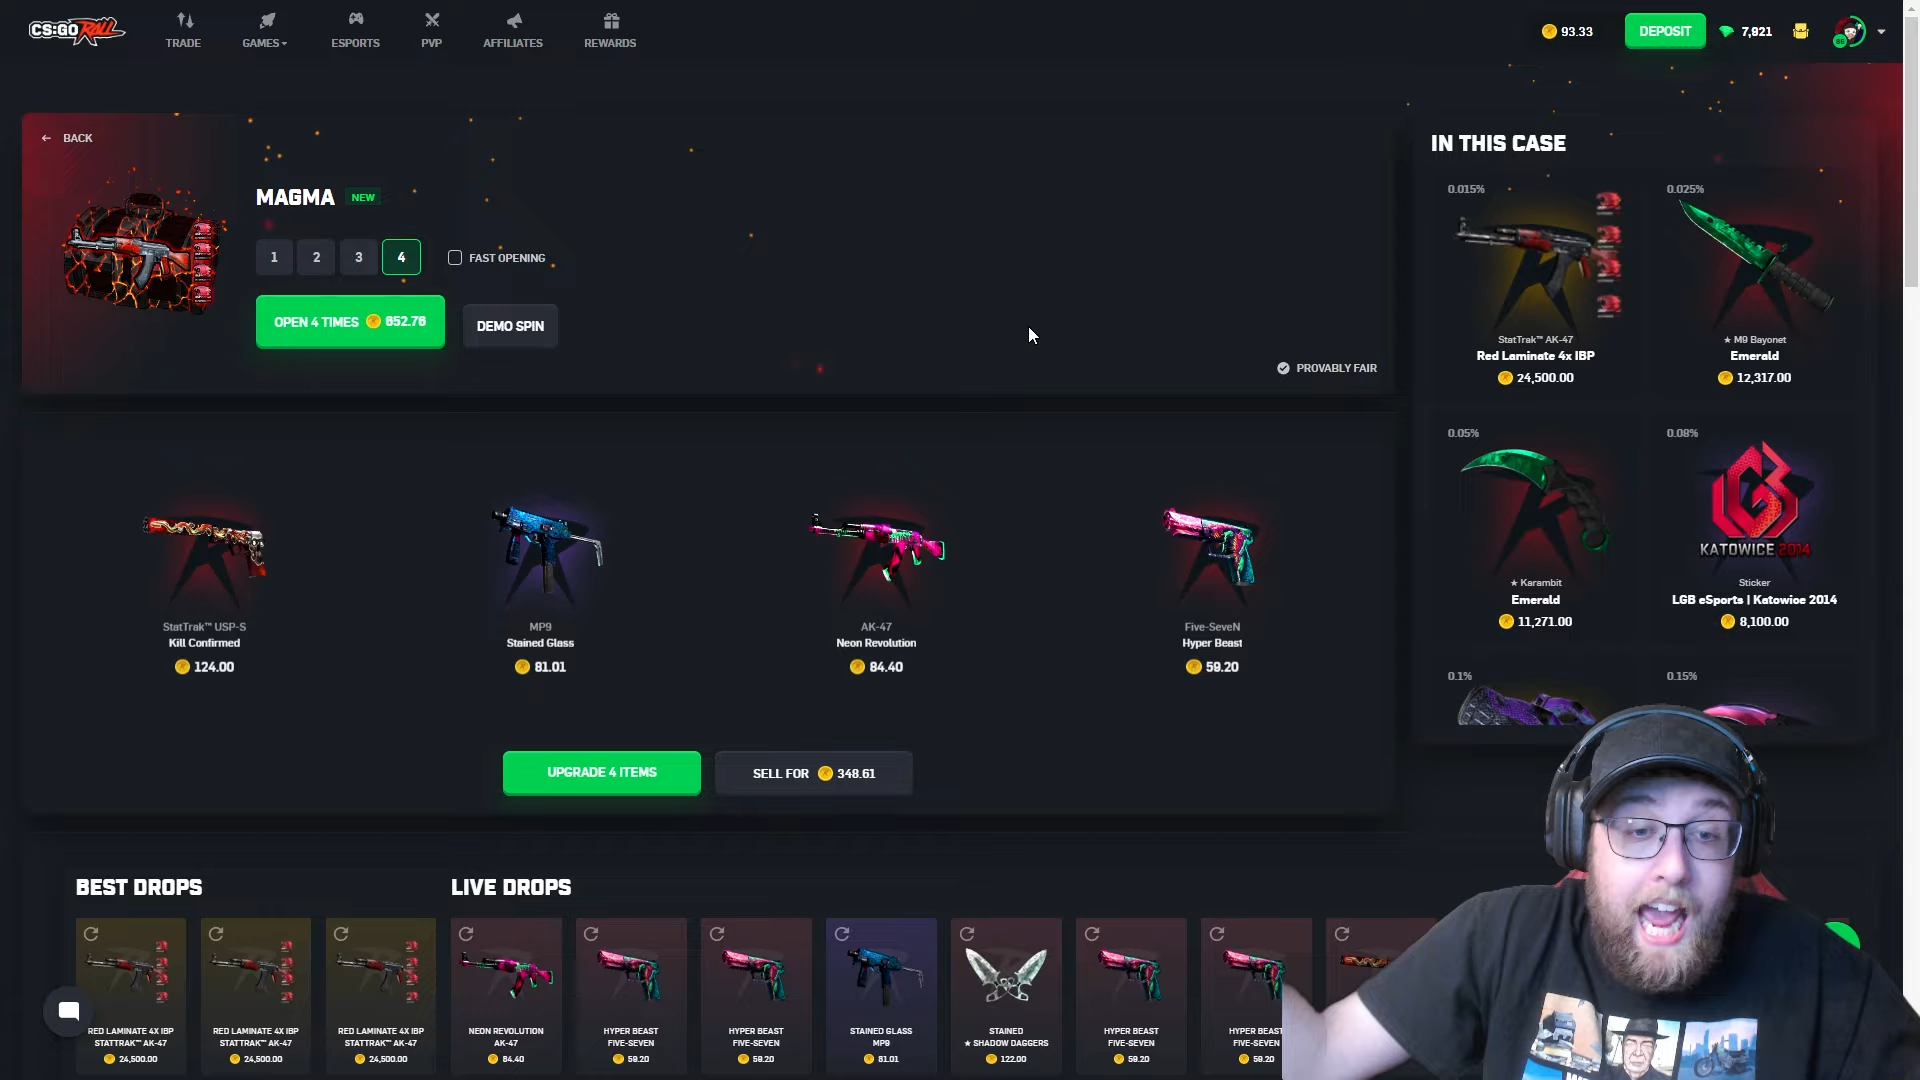 CS:GO ROLL
TRADE
GAMES
ESPORTS
PVP
AFFILIATES
REWARDS
93.33
DEPOSIT
7,921
86
BACK
MAGMA
NEW
1
2
3
4
FAST OPENING
OPEN 4 TIMES 652.76
DEMO SPIN
PROVABLY FAIR
IN THIS CASE
0.015%
StatTrak™ AK-47
Red Laminate 4x IBP
24,500.00
0.025%
★ M9 Bayonet
Emerald
12,317.00
0.05%
★ Karambit
Emerald
11,271.00
0.08%
KATOWICE 2014
Sticker
LGB eSports | Katowice 2014
8,100.00
0.1%
0.15%
StatTrak™ USP-S
Kill Confirmed
124.00
MP9
Stained Glass
81.01
AK-47
Neon Revolution
84.40
Five-SeveN
Hyper Beast
59.20
UPGRADE 4 ITEMS
SELL FOR 348.61
BEST DROPS
RED LAMINATE 4X IBP
STATTRAK™ AK-47
24,500.00
RED LAMINATE 4X IBP
STATTRAK™ AK-47
24,500.00
RED LAMINATE 4X IBP
STATTRAK™ AK-47
24,500.00
LIVE DROPS
NEON REVOLUTION
AK-47
84.40
HYPER BEAST
FIVE-SEVEN
59.20
HYPER BEAST
FIVE-SEVEN
59.20
STAINED GLASS
MP9
81.01
STAINED
★ SHADOW DAGGERS
122.00
HYPER BEAST
FIVE-SEVEN
59.20
HYPER BEAST
FIVE-SEVEN
59.20